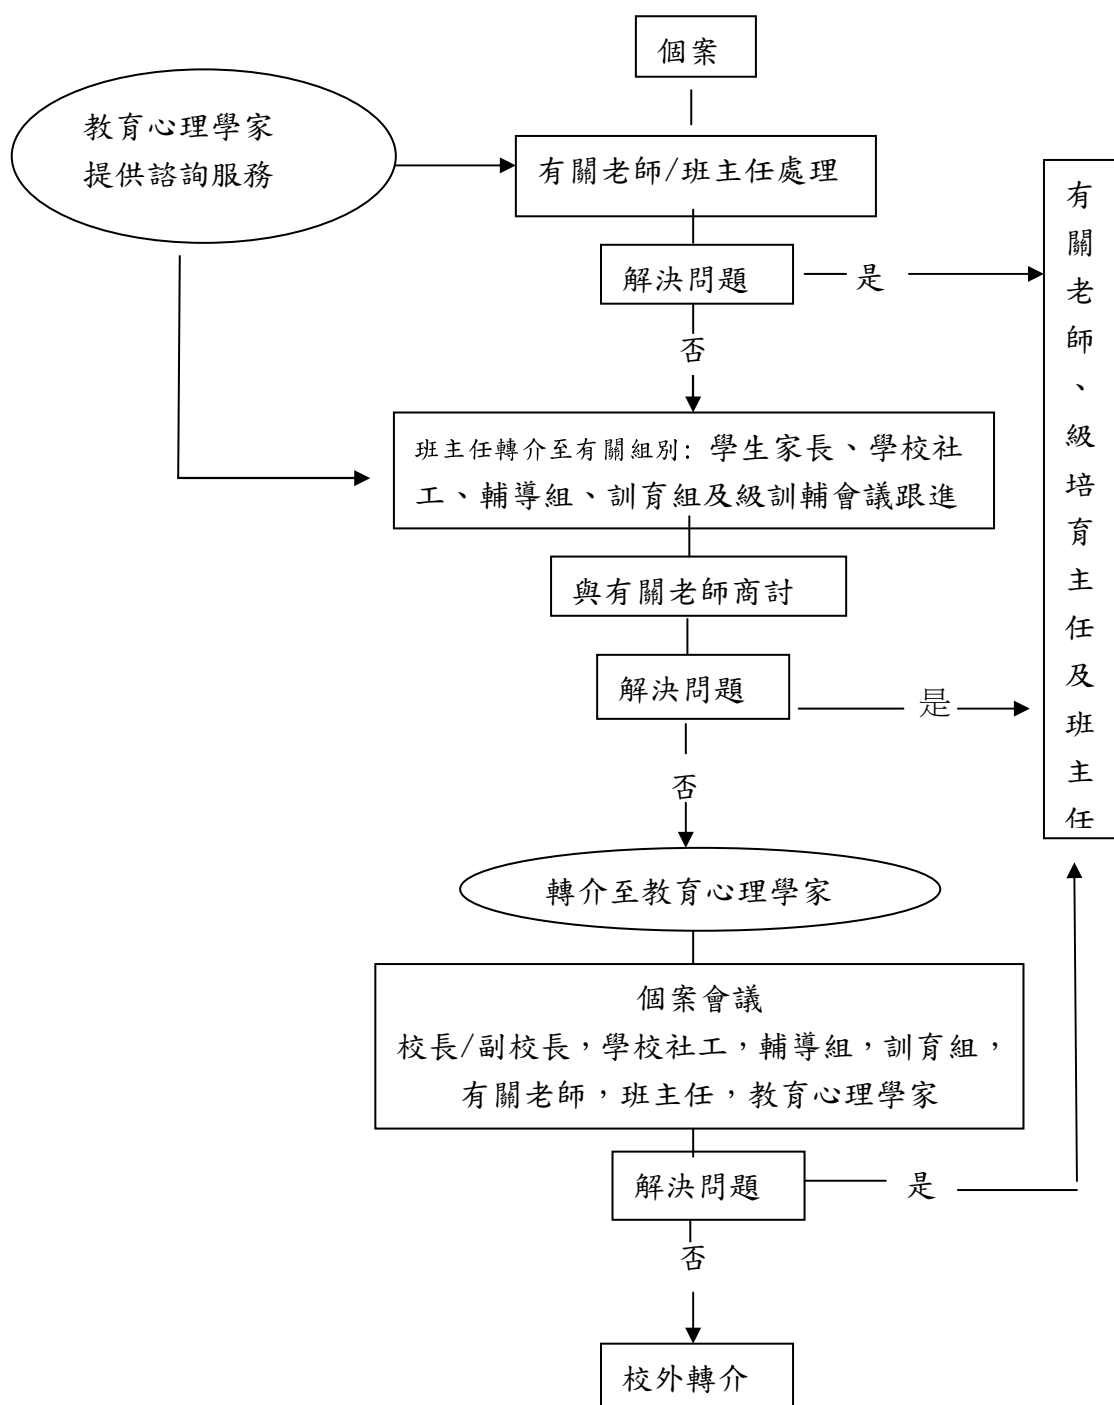 個案
教育心理學家
提供諮詢服務
有關老師/班主任處理
解決問題
是
否
班主任轉介至有關組別: 學生家長、學校社
工、輔導組、訓育組及級訓輔會議跟進
與有關老師商討
解決問題
是
否
轉介至教育心理學家
個案會議
校長/副校長，學校社工，輔導組，訓育組，
有關老師，班主任，教育心理學家
解決問題
是
否
校外轉介
有關老師、級培育主任及班主任